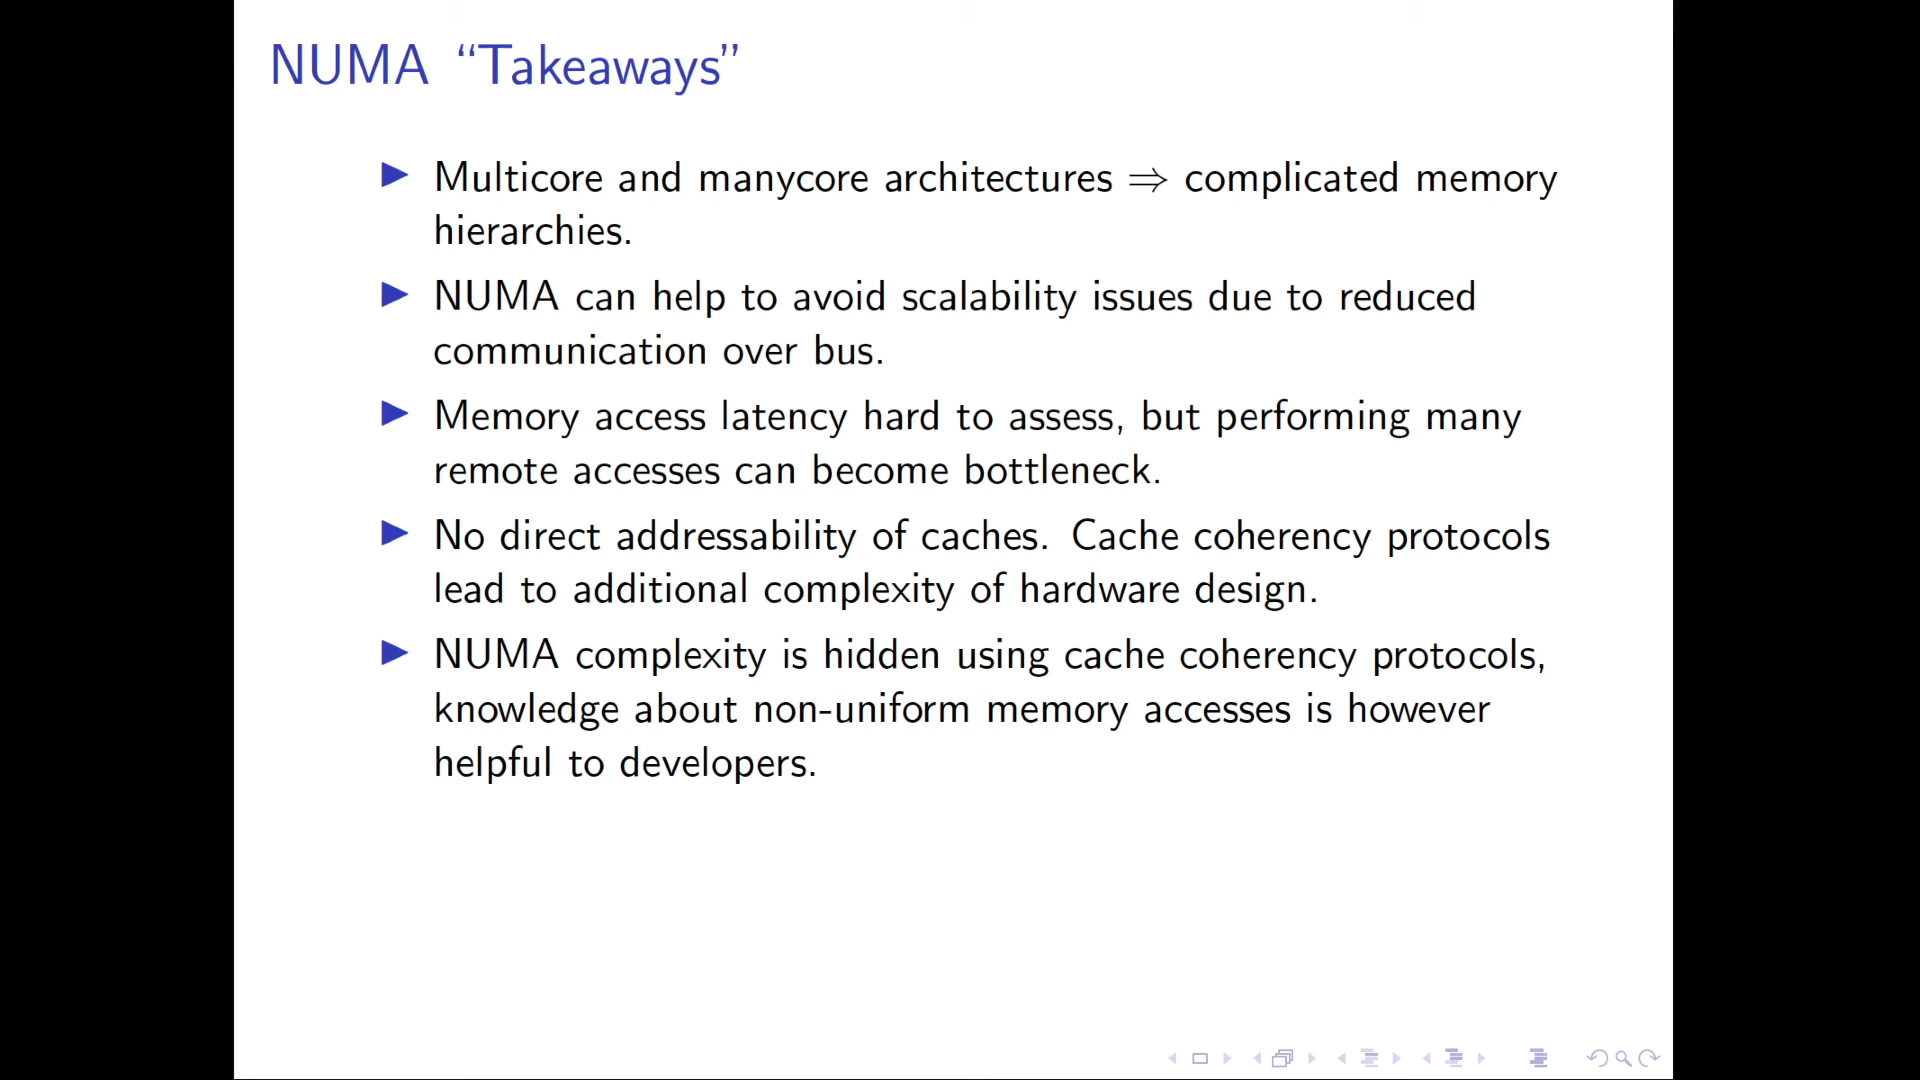 NUMA “Takeaways”
Multicore and manycore architectures ⇒ complicated memory
hierarchies.
NUMA can help to avoid scalability issues due to reduced
communication over bus.
Memory access latency hard to assess, but performing many
remote accesses can become bottleneck.
No direct addressability of caches. Cache coherency protocols
lead to additional complexity of hardware design.
NUMA complexity is hidden using cache coherency protocols,
knowledge about non-uniform memory accesses is however
helpful to developers.